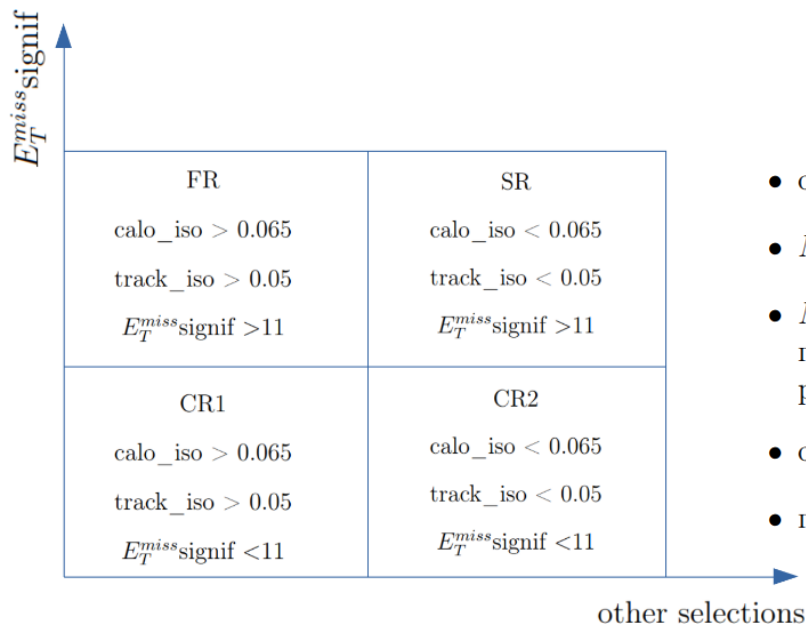 E_T^{miss}signif
FR
calo_iso > 0.065
track_iso > 0.05
E_T^{miss}signif >11
SR
calo_iso < 0.065
track_iso < 0.05
E_T^{miss}signif >11
CR1
calo_iso > 0.065
track_iso > 0.05
E_T^{miss}signif <11
CR2
calo_iso < 0.065
track_iso < 0.05
E_T^{miss}signif <11
other selections